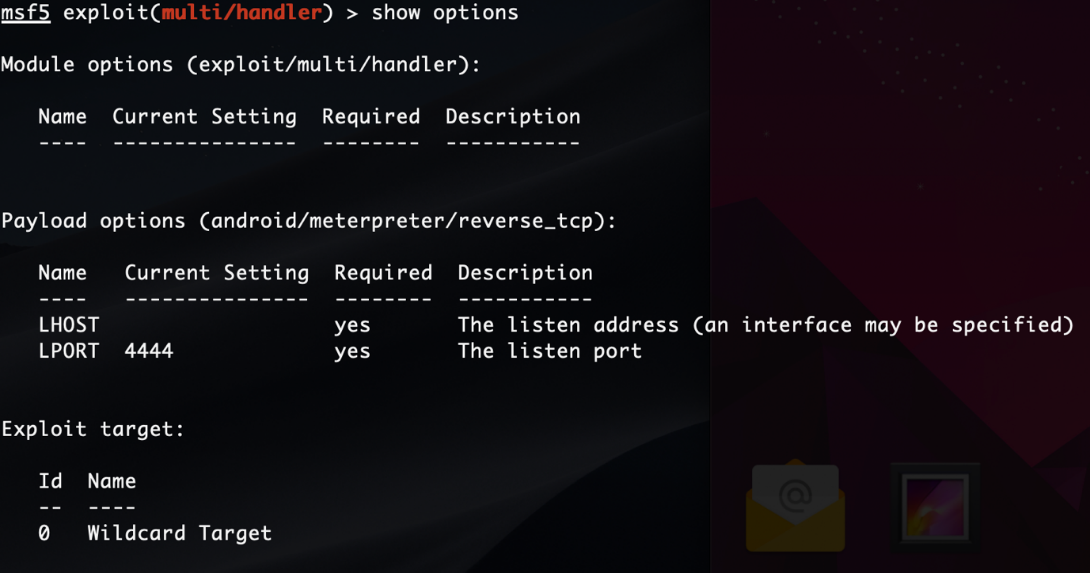 msf5 exploit(multi/handler) > show options
Module options (exploit/multi/handler):
Name Current Setting Required Description
---- --------------- -------- -----------
Payload options (android/meterpreter/reverse_tcp):
Name Current Setting Required Description
---- --------------- -------- -----------
LHOST yes The listen address (an interface may be specified)
LPORT 4444 yes The listen port
Exploit target:
Id Name
-- ----
0 Wildcard Target
@